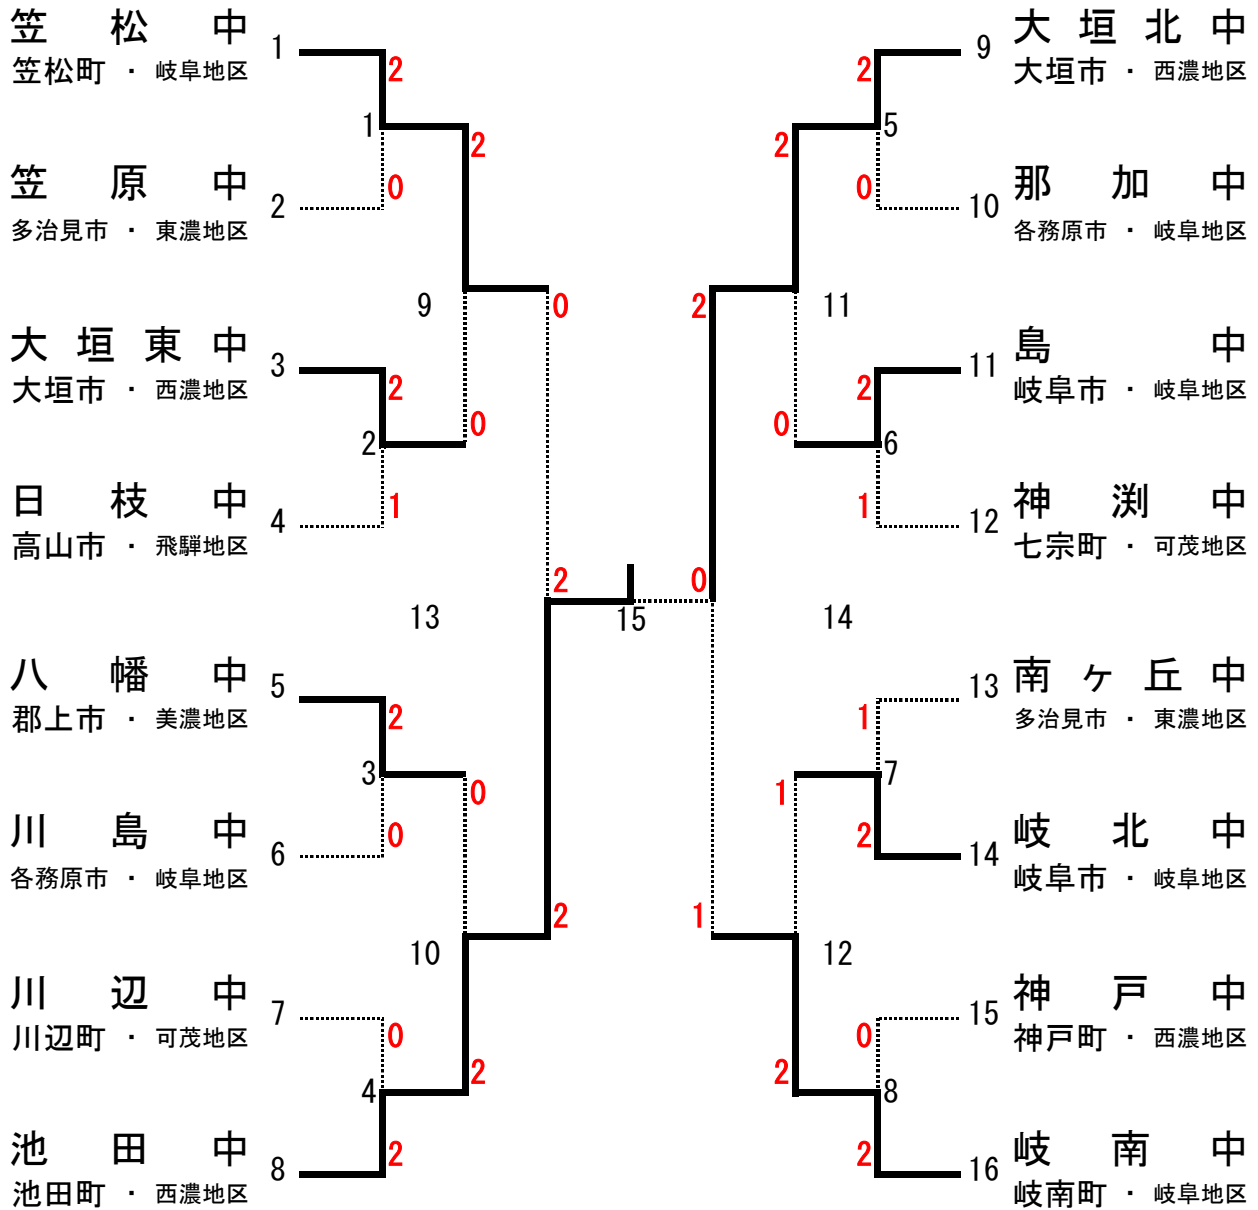 笠松中
1
笠松町 ・ 岐阜地区
2
1
2
0
笠原中
2
多治見市 ・ 東濃地区
9
0
大垣東中
3
大垣市 ・ 西濃地区
2
2
0
日枝中
4
高山市 ・ 飛騨地区
1
13
2
15
0
八幡中
5
郡上市 ・ 美濃地区
2
3
0
川島中
6
各務原市 ・ 岐阜地区
0
10
2
川辺中
7
川辺町 ・ 可茂地区
0
4
2
池田中
8
池田町 ・ 西濃地区
2
9
大垣北中
大垣市 ・ 西濃地区
2
5
2
0
10
那加中
各務原市 ・ 岐阜地区
2
11
11
島中
岐阜市 ・ 岐阜地区
2
0
6
1
12
神渕中
七宗町 ・ 可茂地区
14
13
南ヶ丘中
多治見市 ・ 東濃地区
1
7
1
2
14
岐北中
岐阜市 ・ 岐阜地区
1
12
15
神戸中
神戸町 ・ 西濃地区
0
2
8
2
16
岐南中
岐南町 ・ 岐阜地区